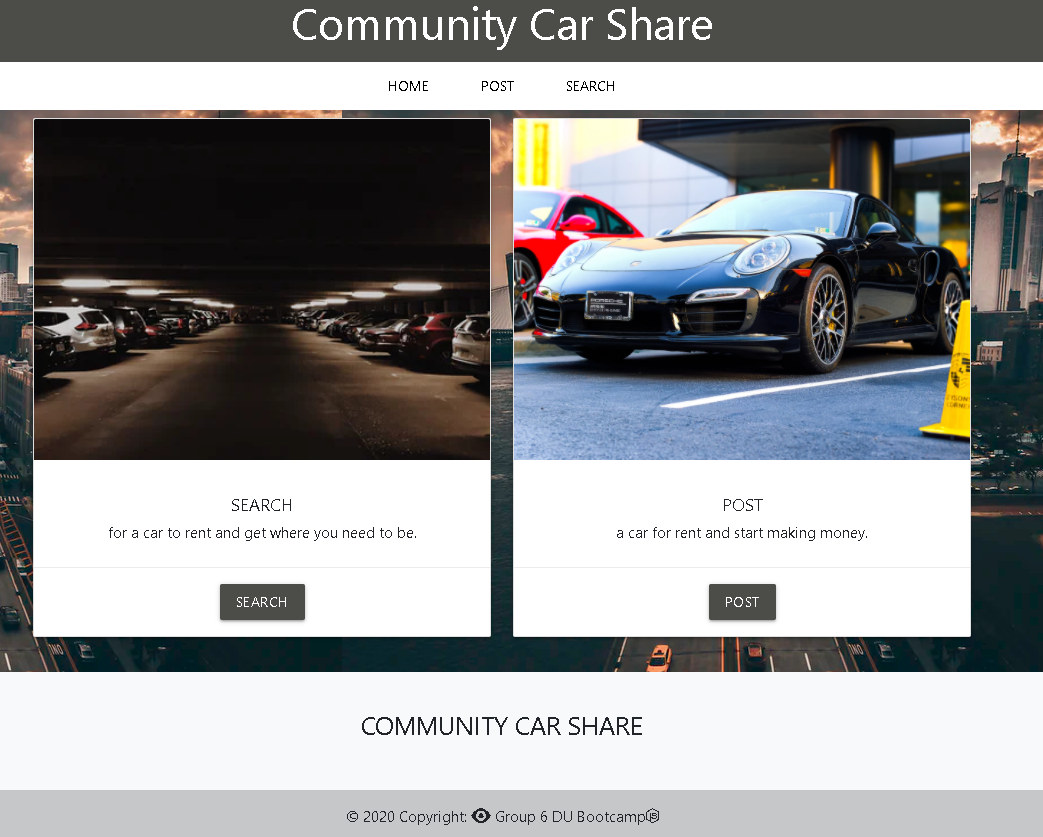 Community Car Share
HOME POST SEARCH
PORSCHE
SEARCH
for a car to rent and get where you need to be.
POST
a car for rent and start making money.
SEARCH
POST
COMMUNITY CAR SHARE
© 2020 Copyright: Group 6 DU Bootcamp